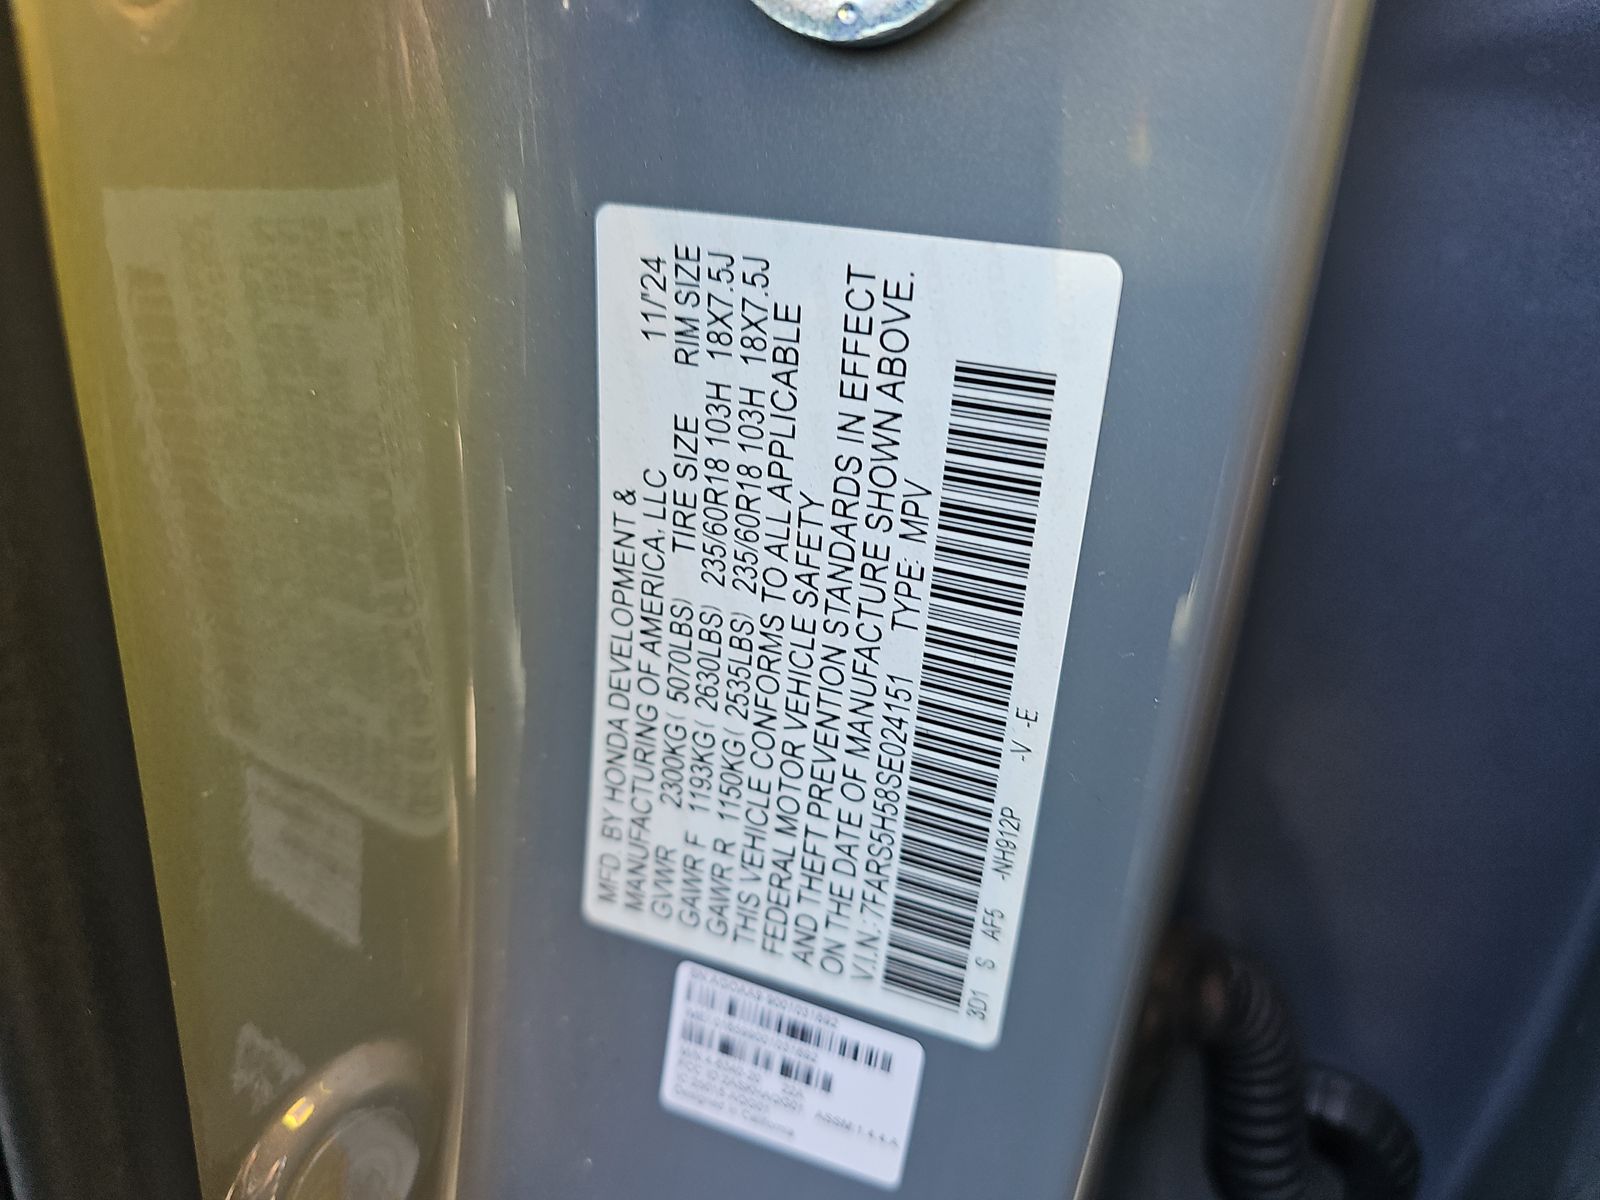 MFD. BY HONDA DEVELOPMENT &
MANUFACTURING OF AMERICA, LLC 11/'24
GVWR 2300KG( 5070LBS) TIRE SIZE RIM SIZE
GAWR F 1193KG( 2630LBS) 235/60R18 103H 18X7.5J
GAWR R 1150KG( 2535LBS) 235/60R18 103H 18X7.5J
THIS VEHICLE CONFORMS TO ALL APPLICABLE
FEDERAL MOTOR VEHICLE SAFETY
AND THEFT PREVENTION STANDARDS IN EFFECT
ON THE DATE OF MANUFACTURE SHOWN ABOVE.
V.I.N.:7FARS5H58SE024151 TYPE: MPV
3D1 S AF5 -NH912P -V -E
Designed in California